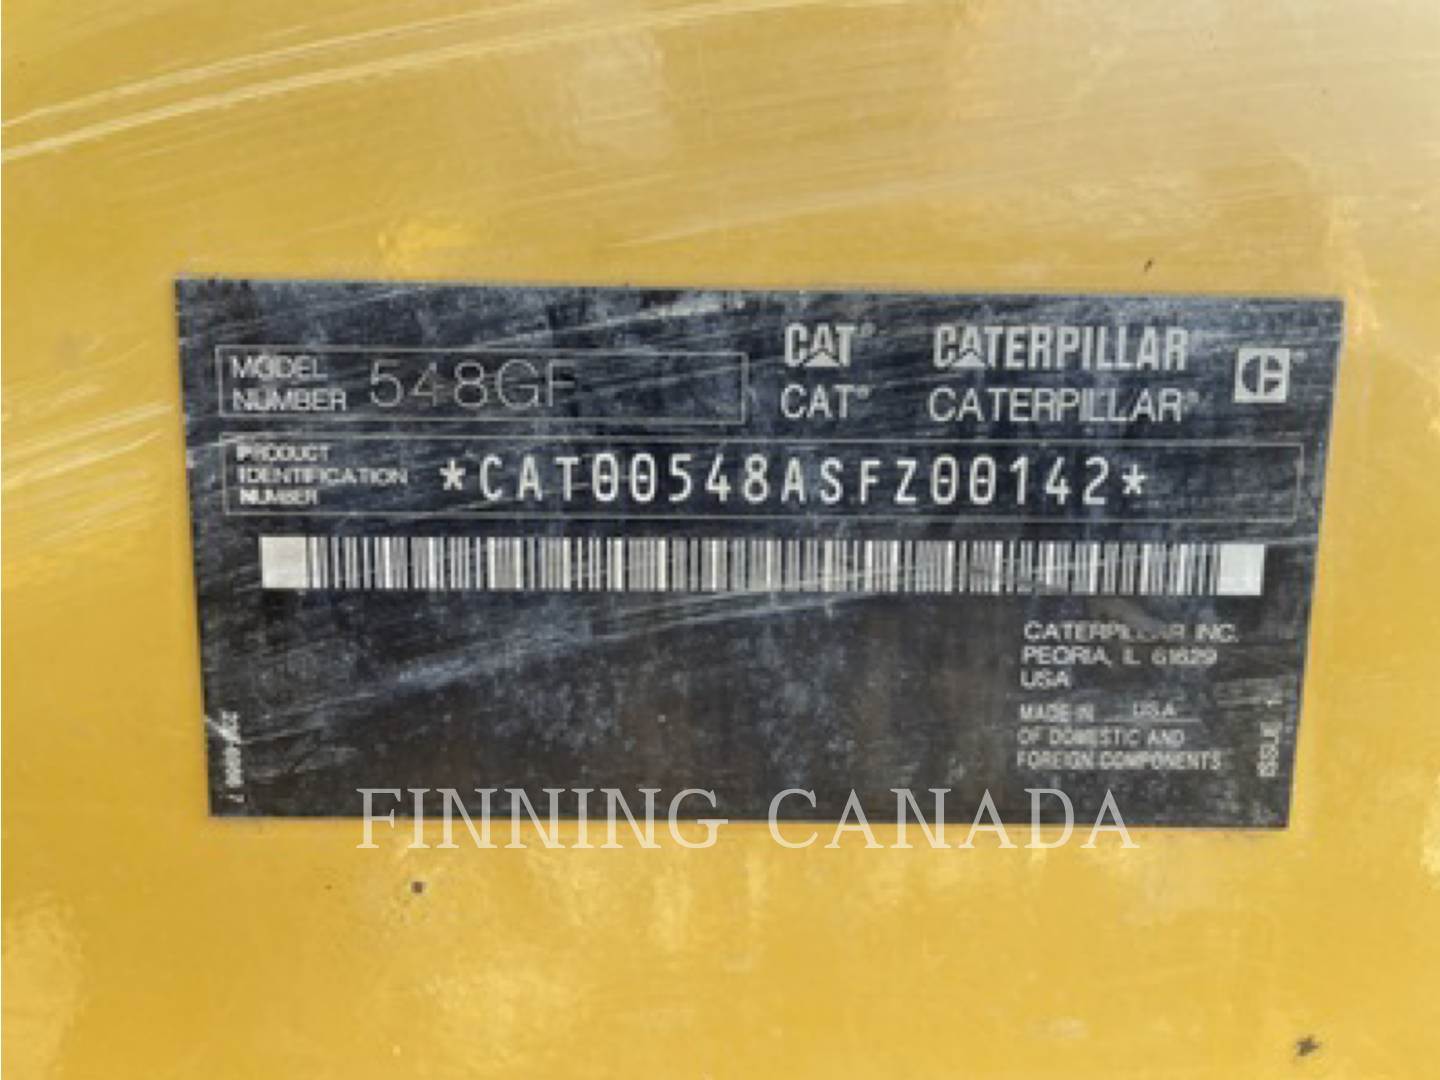 CAT® CATERPILLAR
MODEL NUMBER 548GF CAT® CATERPILLAR®
PRODUCT IDENTIFICATION NUMBER *CAT00548ASFZ00142*
CATERPILLAR INC.
PEORIA, IL 61629
USA
MADE IN USA
OF DOMESTIC AND
FOREIGN COMPONENTS
ISSUE 1
FINNING CANADA